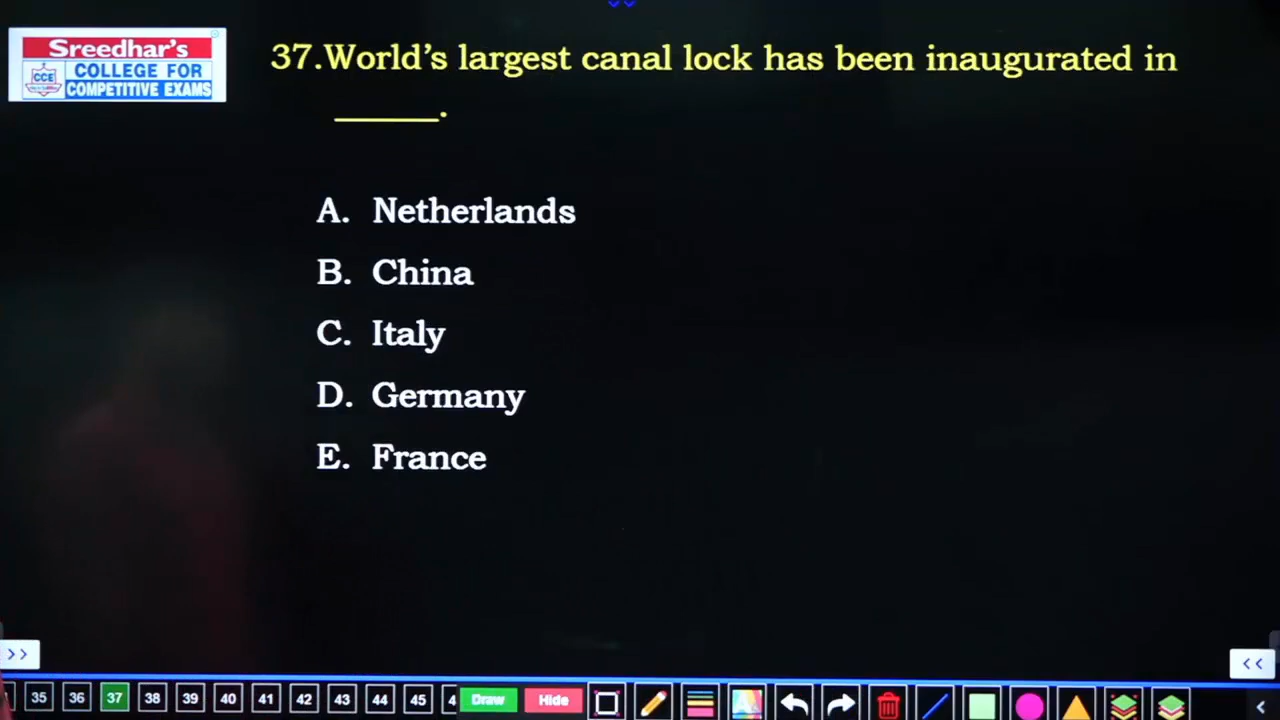 Sreedhar's
CCE
COLLEGE FOR
COMPETITIVE EXAMS
37.World's largest canal lock has been inaugurated in
______.
A. Netherlands
B. China
C. Italy
D. Germany
E. France
>>
<<
35 36 37 38 39 40 41 42 43 44 45 4 Draw Hide